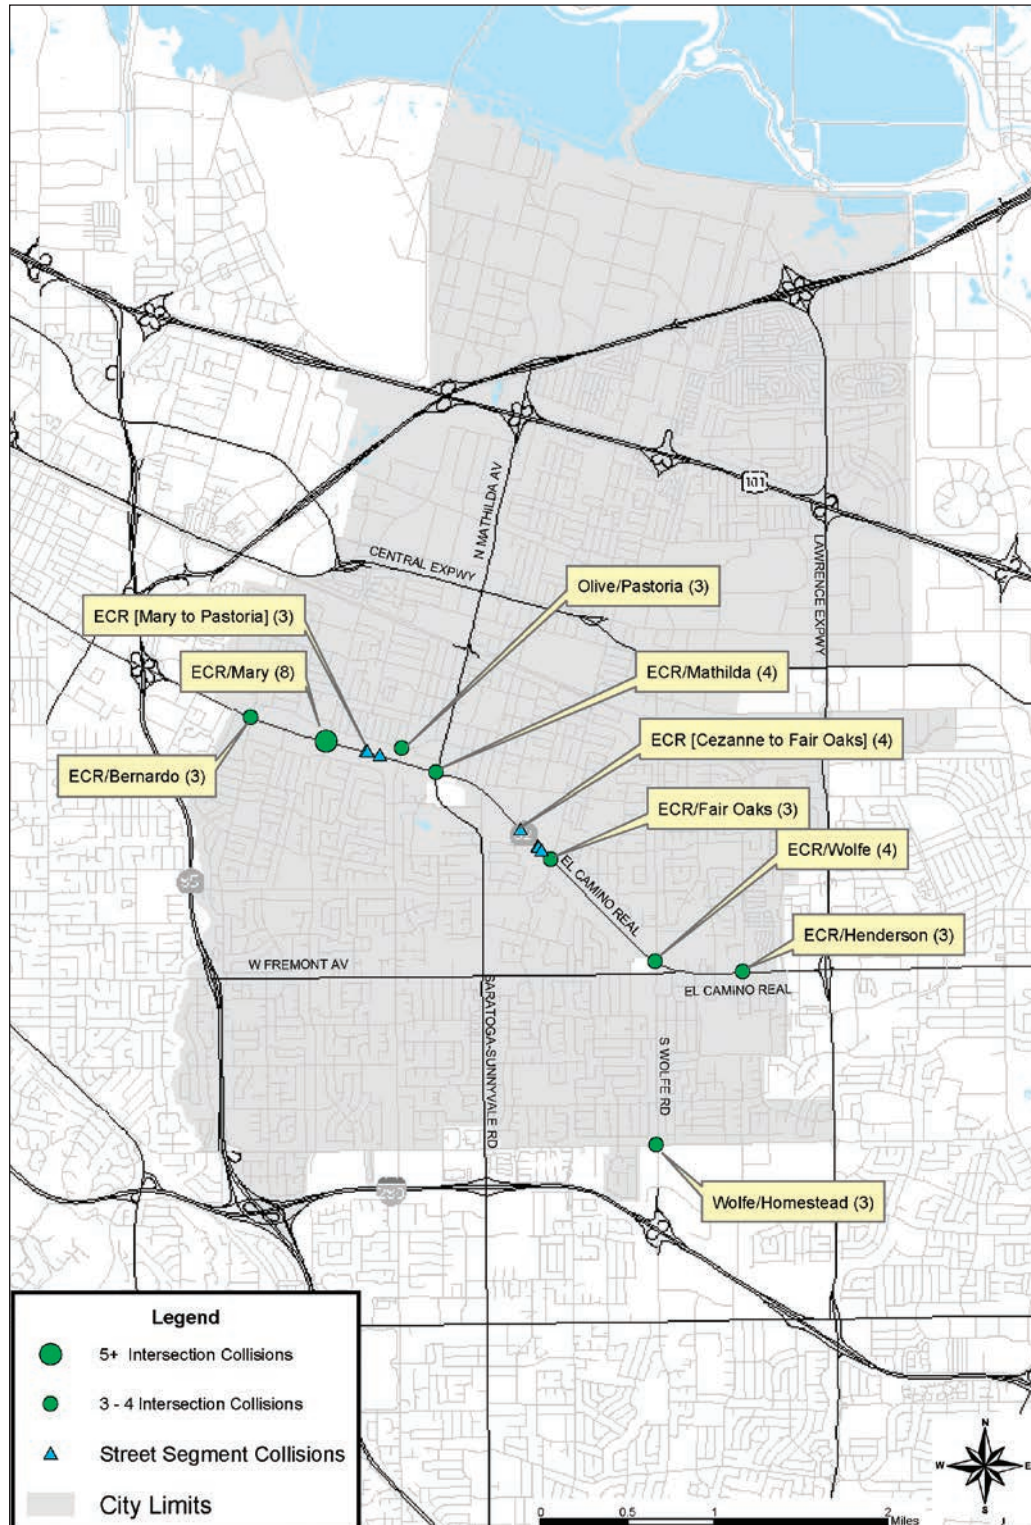 101
N MATHILDA AV
CENTRAL EXPWY
LAWRENCE EXPWY
Olive/Pastoria (3)
ECR [Mary to Pastoria] (3)
ECR/Mary (8)
ECR/Mathilda (4)
ECR/Bernardo (3)
ECR [Cezanne to Fair Oaks] (4)
ECR/Fair Oaks (3)
ECR/Wolfe (4)
EL CAMINO REAL
ECR/Henderson (3)
W FREMONT AV
EL CAMINO REAL
SARATOGA-SUNNYVALE RD
S WOLFE RD
Wolfe/Homestead (3)
Legend
5+ Intersection Collisions
3 - 4 Intersection Collisions
Street Segment Collisions
City Limits
N
W E
S
0 0.5 1 2
Miles